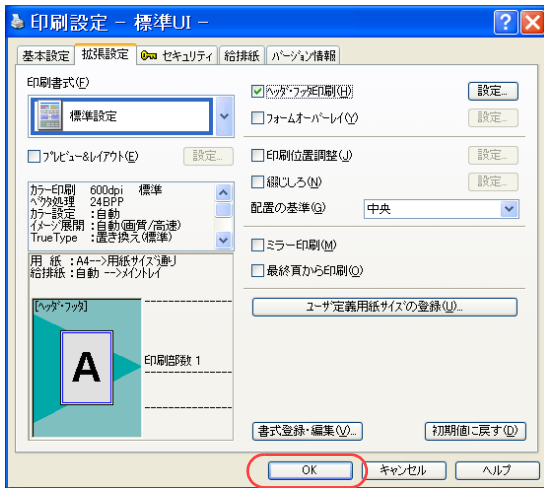 印刷設定 － 標準UI －
基本設定 拡張設定 セキュリティ 給排紙 ﾊﾞｰｼﾞｮﾝ情報
印刷書式(F)
標準設定
ﾌﾟﾚﾋﾞｭｰ&ﾚｲｱｳﾄ(E) 設定...
ｶﾗｰ印刷 600dpi 標準
ﾍﾞｸﾀ処理 24BPP
ｶﾗｰ設定 :自動
ｲﾒｰｼﾞ展開 :自動(画質/高速)
TrueType :置き換え(標準)
用 紙 :A4-->用紙ｻｲｽﾞ通り
給排紙 :自動 -->ﾒｲﾝﾄﾚｲ
[ﾍｯﾀﾞ･ﾌｯﾀ]
A
印刷部数 1
ﾍｯﾀﾞ･ﾌｯﾀ印刷(H) 設定...
フォームオーバーレイ(Y) 設定...
印刷位置調整(J) 設定...
綴じしろ(N) 設定...
配置の基準(G) 中央
ミラー印刷(M)
最終頁から印刷(O)
ﾕｰｻﾞ定義用紙ｻｲｽﾞの登録(U)...
書式登録･編集(V)... 初期値に戻す(D)
OK キャンセル ヘルプ